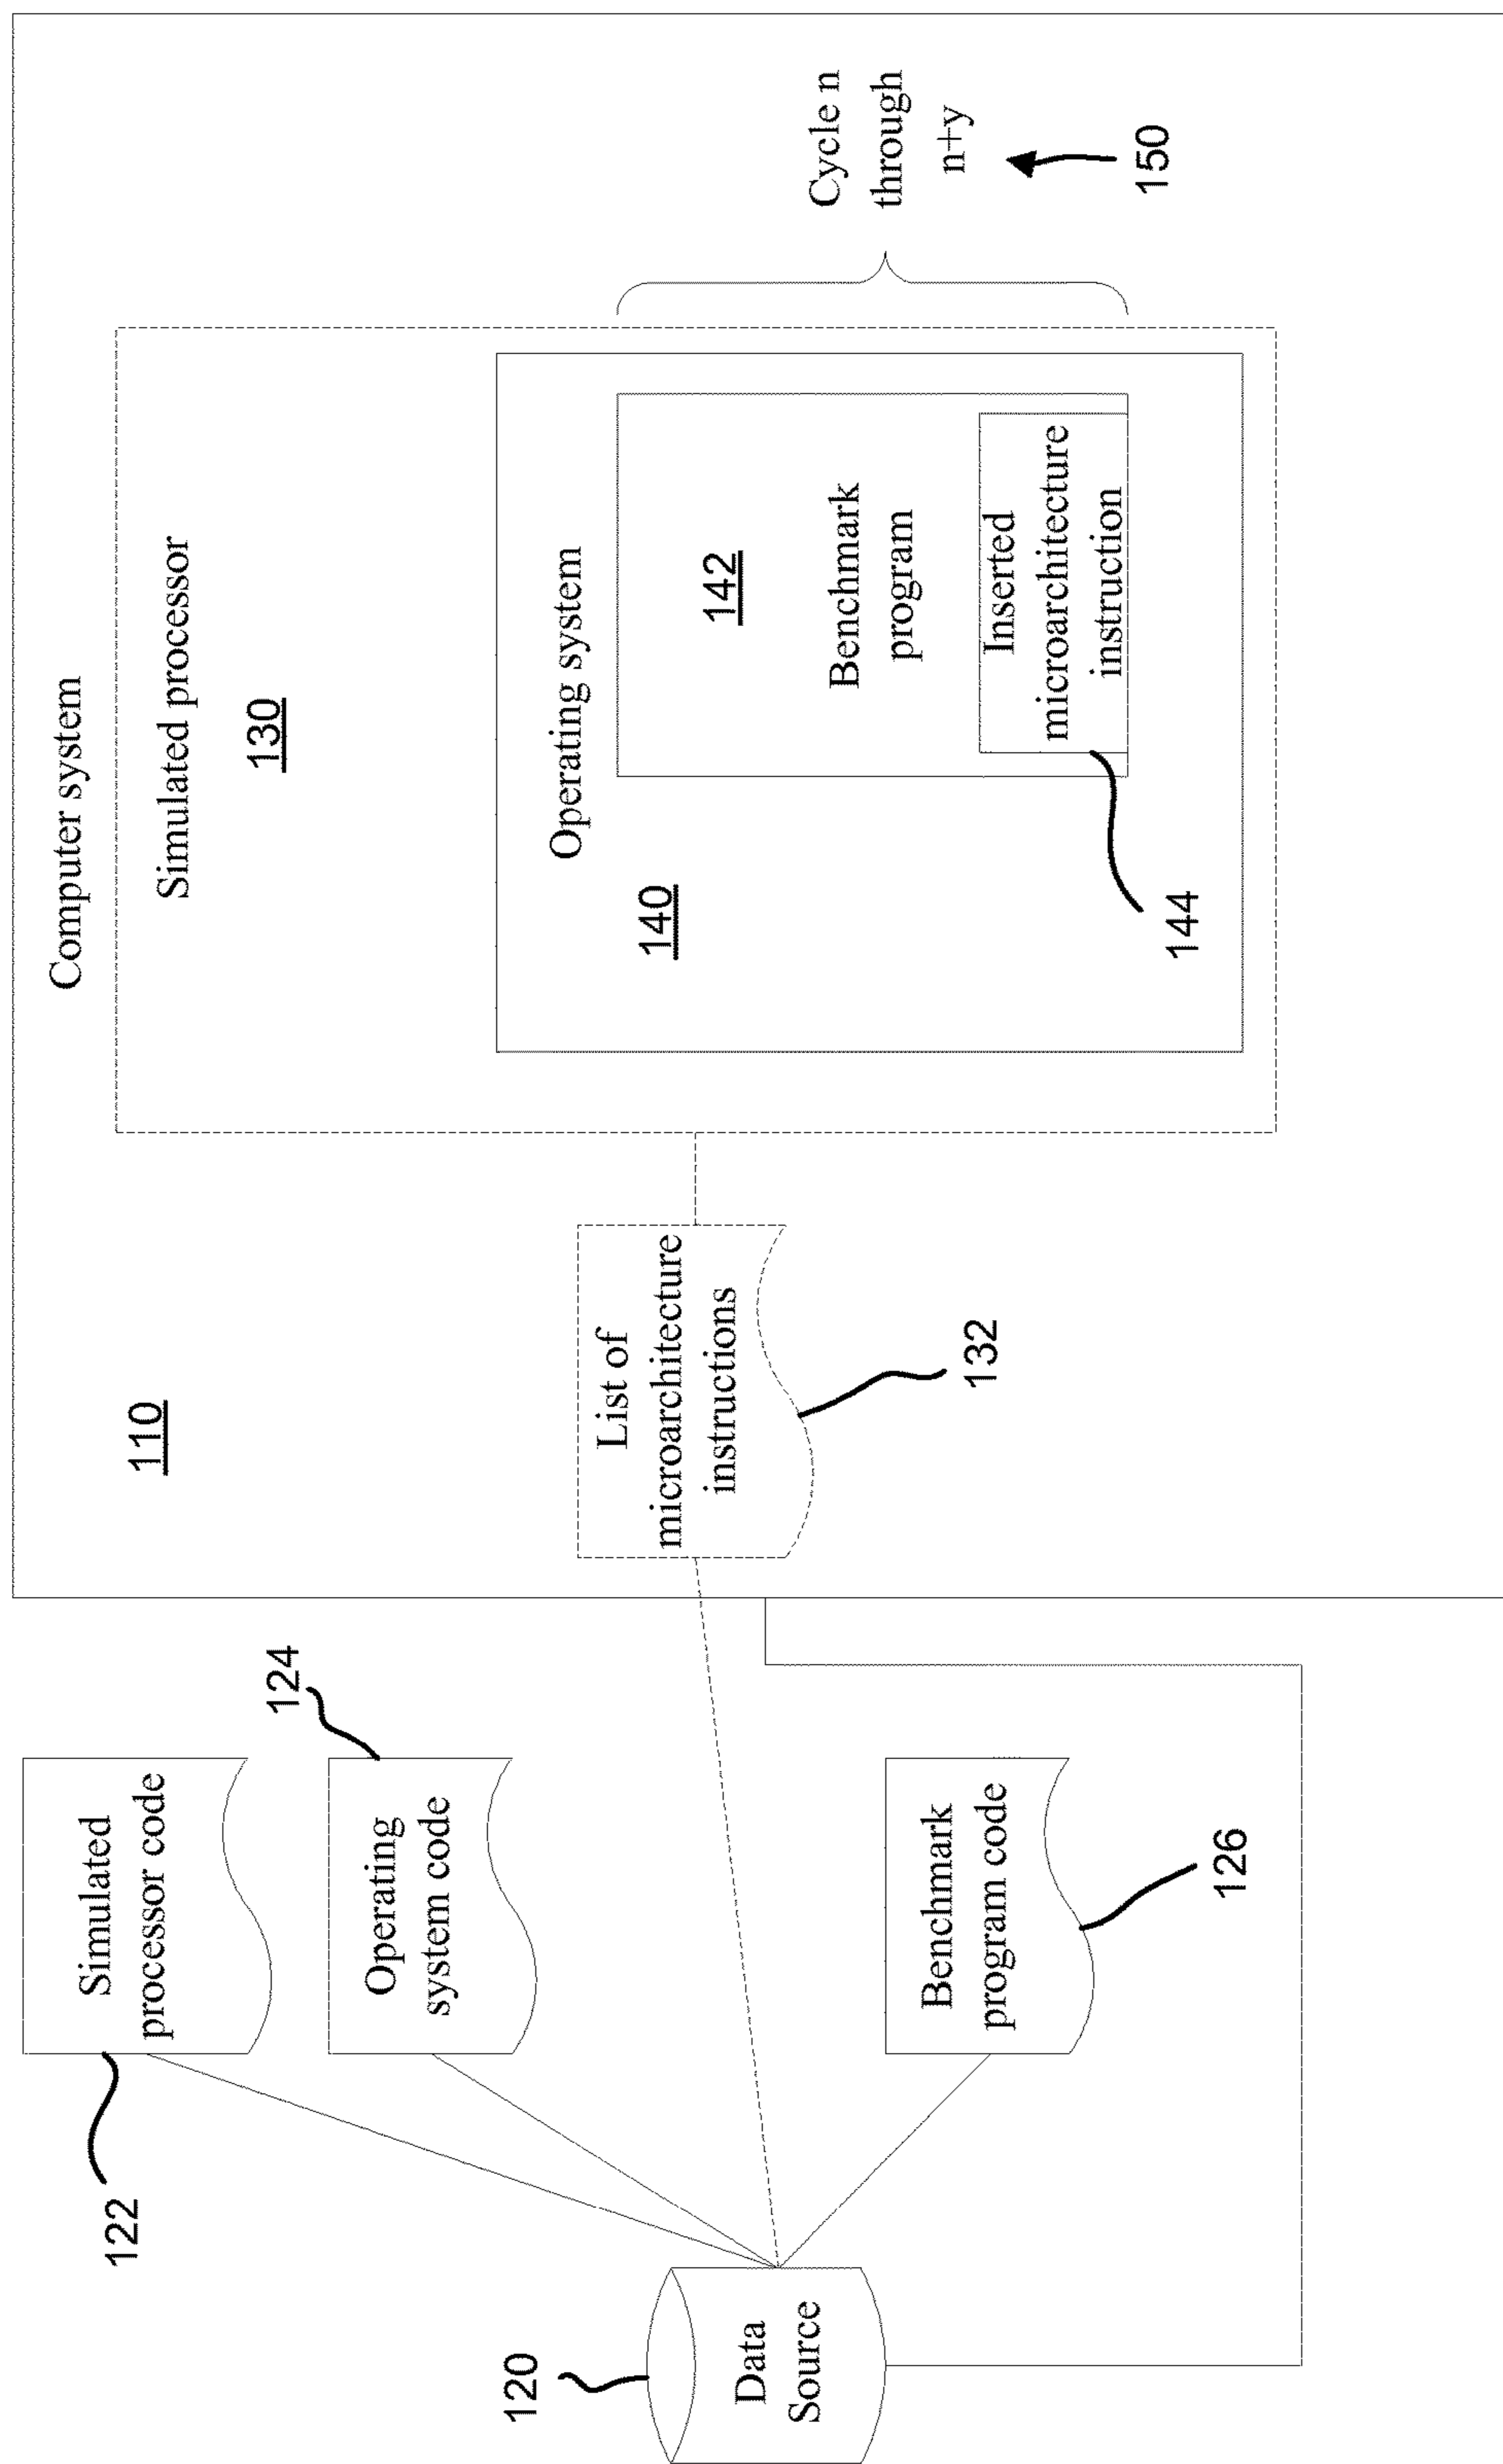 Computer system
110
Simulated processor
130
Operating system
140
142
Benchmark
program
Inserted
microarchitecture
instruction
144
Cycle n
through
n+y
150
List of
microarchitecture
instructions
132
Simulated
processor code
122
124
Operating
system code
Benchmark
program code
126
120
Data
Source